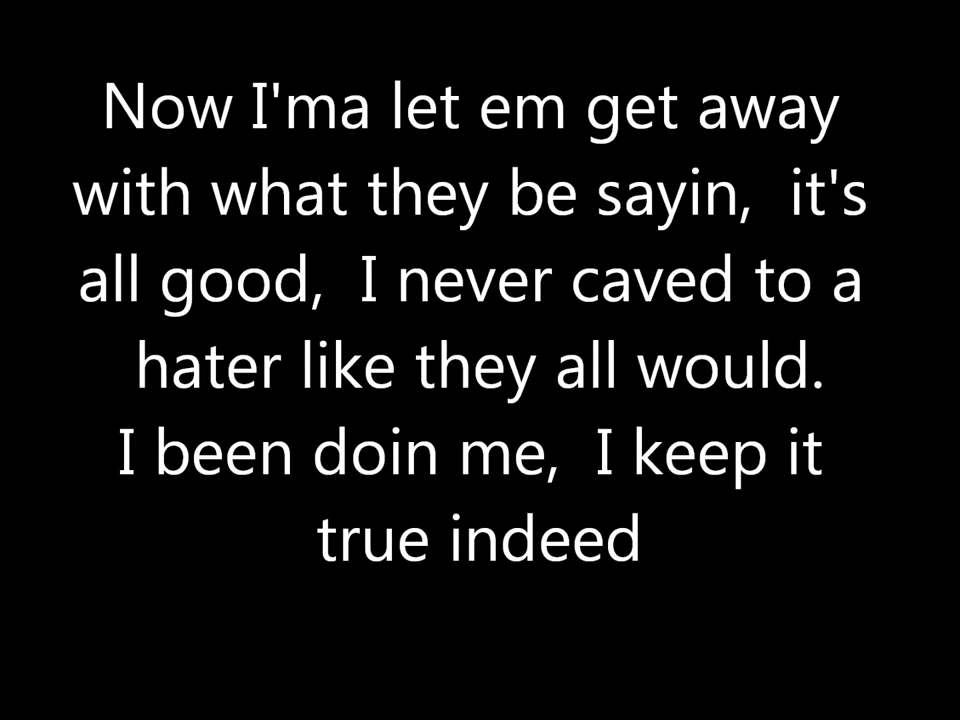 Now I'ma let em get away
with what they be sayin,  it's
all good,  I never caved to a
hater like they all would.
I been doin me,  I keep it
true indeed